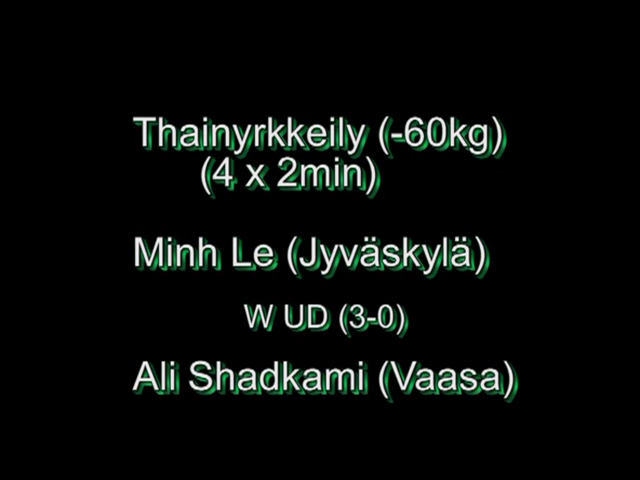 Thainyrkkeily (-60kg)
(4 x 2min)
Minh Le (Jyväskylä)
W UD (3-0)
Ali Shadkami (Vaasa)